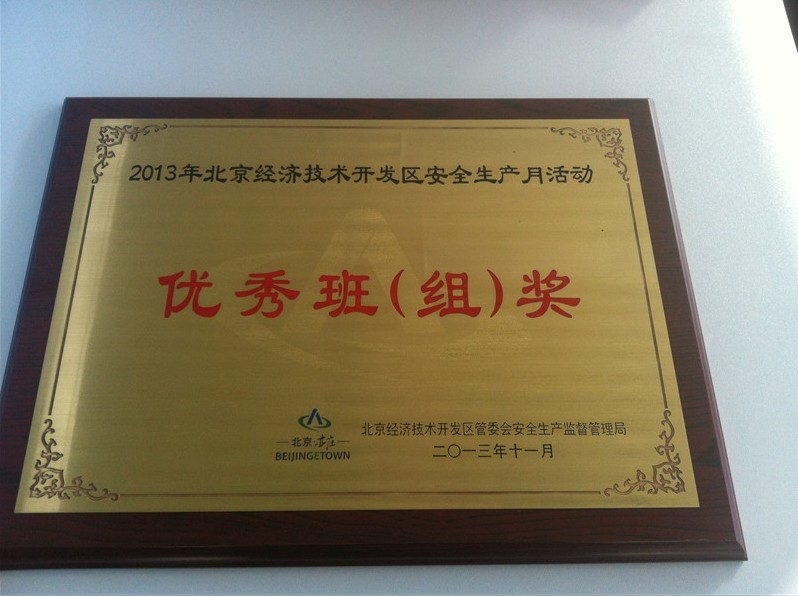 2013年北京经济技术开发区安全生产月活动
优秀班(组)奖
北京·亦庄
BEIJINGETOWN
北京经济技术开发区管委会安全生产监督管理局
二〇一三年十一月